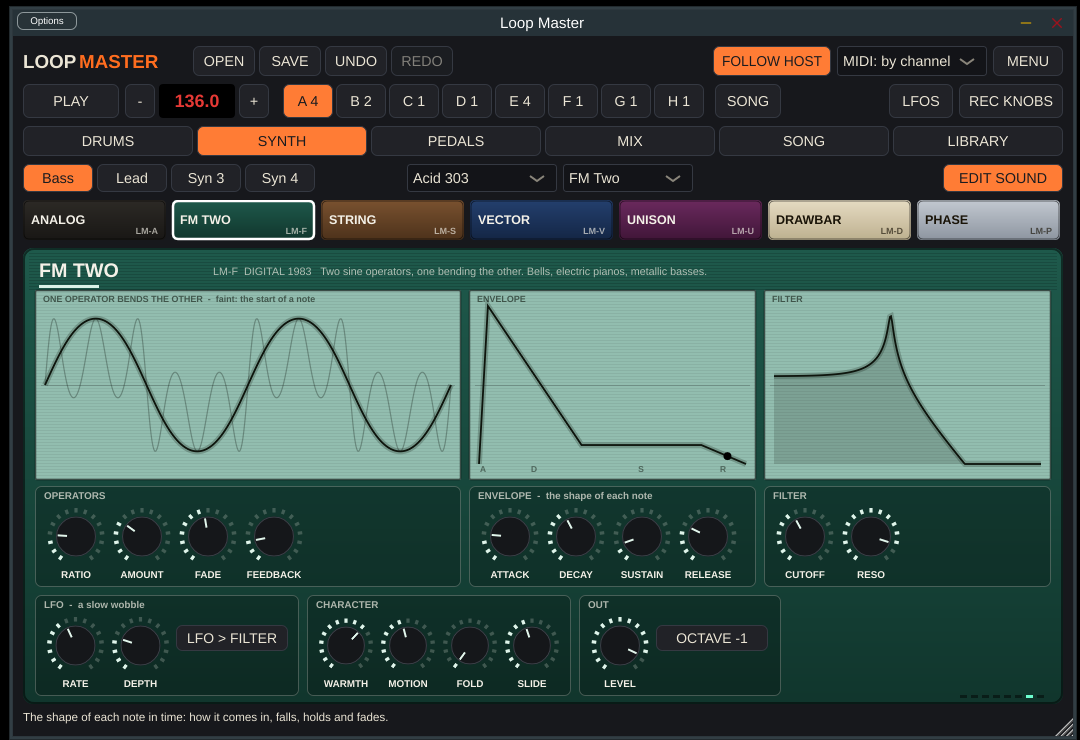 Options
Loop Master
LOOPMASTER OPEN SAVE UNDO REDO FOLLOW HOST MIDI: by channel MENU
PLAY - 136.0 + A 4 B 2 C 1 D 1 E 4 F 1 G 1 H 1 SONG LFOS REC KNOBS
DRUMS SYNTH PEDALS MIX SONG LIBRARY
Bass Lead Syn 3 Syn 4 Acid 303 FM Two EDIT SOUND
ANALOG LM-A FM TWO LM-F STRING LM-S VECTOR LM-V UNISON LM-U DRAWBAR LM-D PHASE LM-P
FM TWO LM-F DIGITAL 1983 Two sine operators, one bending the other. Bells, electric pianos, metallic basses.
ONE OPERATOR BENDS THE OTHER - faint: the start of a note ENVELOPE FILTER
A D S R
OPERATORS ENVELOPE - the shape of each note FILTER
RATIO AMOUNT FADE FEEDBACK ATTACK DECAY SUSTAIN RELEASE CUTOFF RESO
LFO - a slow wobble CHARACTER OUT
LFO > FILTER OCTAVE -1
RATE DEPTH WARMTH MOTION FOLD SLIDE LEVEL
The shape of each note in time: how it comes in, falls, holds and fades.